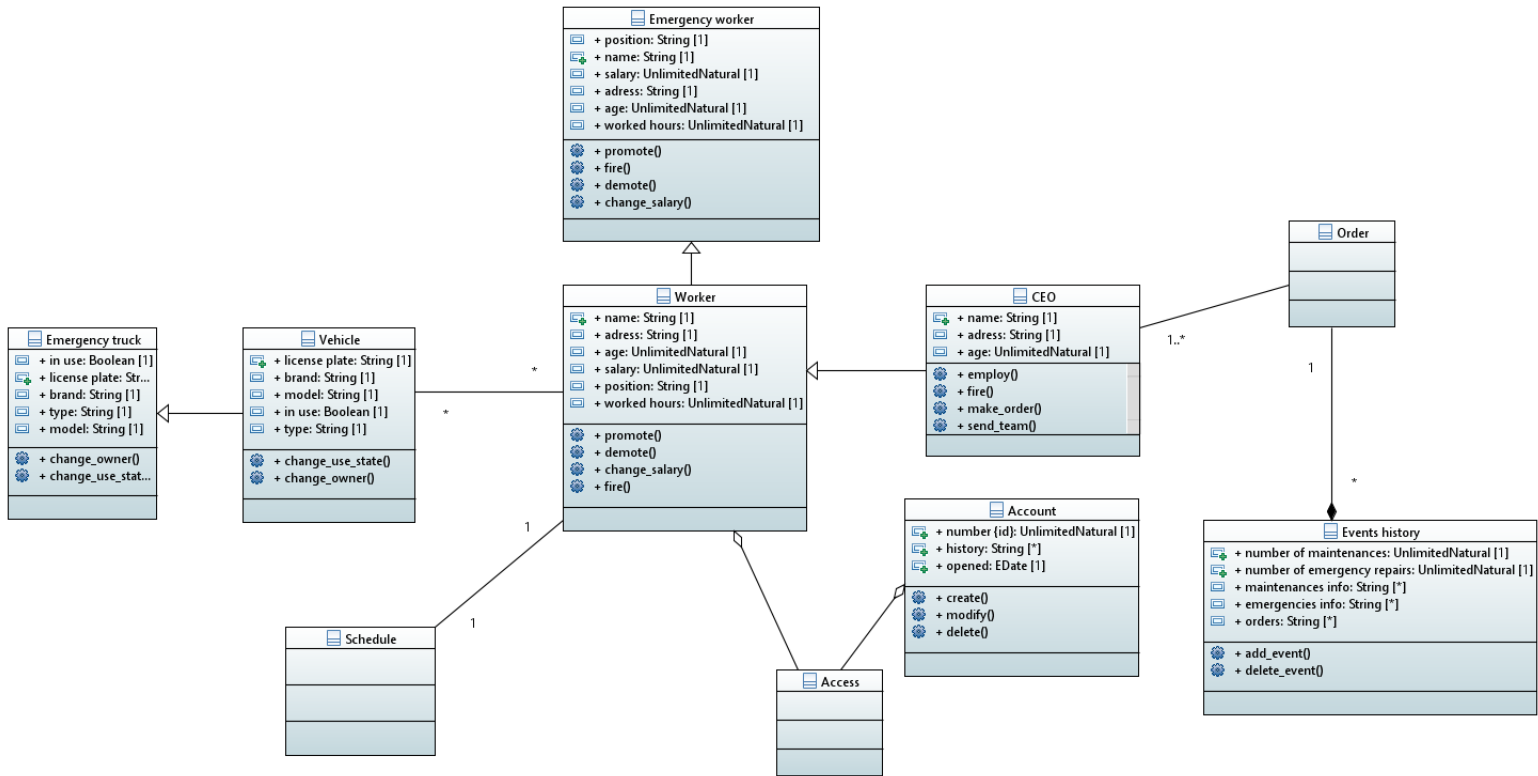 Emergency worker
+ position: String [1]
+ name: String [1]
+ salary: UnlimitedNatural [1]
+ adress: String [1]
+ age: UnlimitedNatural [1]
+ worked hours: UnlimitedNatural [1]
+ promote()
+ fire()
+ demote()
+ change_salary()
Order
Worker
+ name: String [1]
+ adress: String [1]
+ age: UnlimitedNatural [1]
+ salary: UnlimitedNatural [1]
+ position: String [1]
+ worked hours: UnlimitedNatural [1]
+ promote()
+ demote()
+ change_salary()
+ fire()
CEO
+ name: String [1]
+ adress: String [1]
+ age: UnlimitedNatural [1]
+ employ()
+ fire()
+ make_order()
+ send_team()
1..*
1
*
Emergency truck
+ in use: Boolean [1]
+ license plate: Str...
+ brand: String [1]
+ type: String [1]
+ model: String [1]
+ change_owner()
+ change_use_stat...
Vehicle
+ license plate: String [1]
+ brand: String [1]
+ model: String [1]
+ in use: Boolean [1]
+ type: String [1]
+ change_use_state()
+ change_owner()
*
*
1
1
Account
+ number {id}: UnlimitedNatural [1]
+ history: String [*]
+ opened: EDate [1]
+ create()
+ modify()
+ delete()
Events history
+ number of maintenances: UnlimitedNatural [1]
+ number of emergency repairs: UnlimitedNatural [1]
+ maintenances info: String [*]
+ emergencies info: String [*]
+ orders: String [*]
+ add_event()
+ delete_event()
Schedule
Access